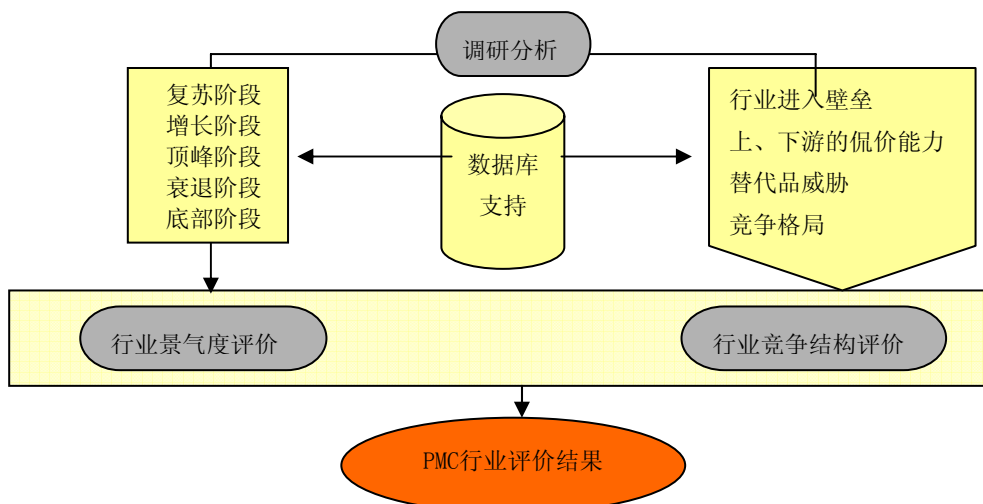 调研分析
复苏阶段
增长阶段
顶峰阶段
衰退阶段
底部阶段
数据库
支持
行业进入壁垒
上、下游的侃价能力
替代品威胁
竞争格局
行业景气度评价
行业竞争结构评价
PMC行业评价结果